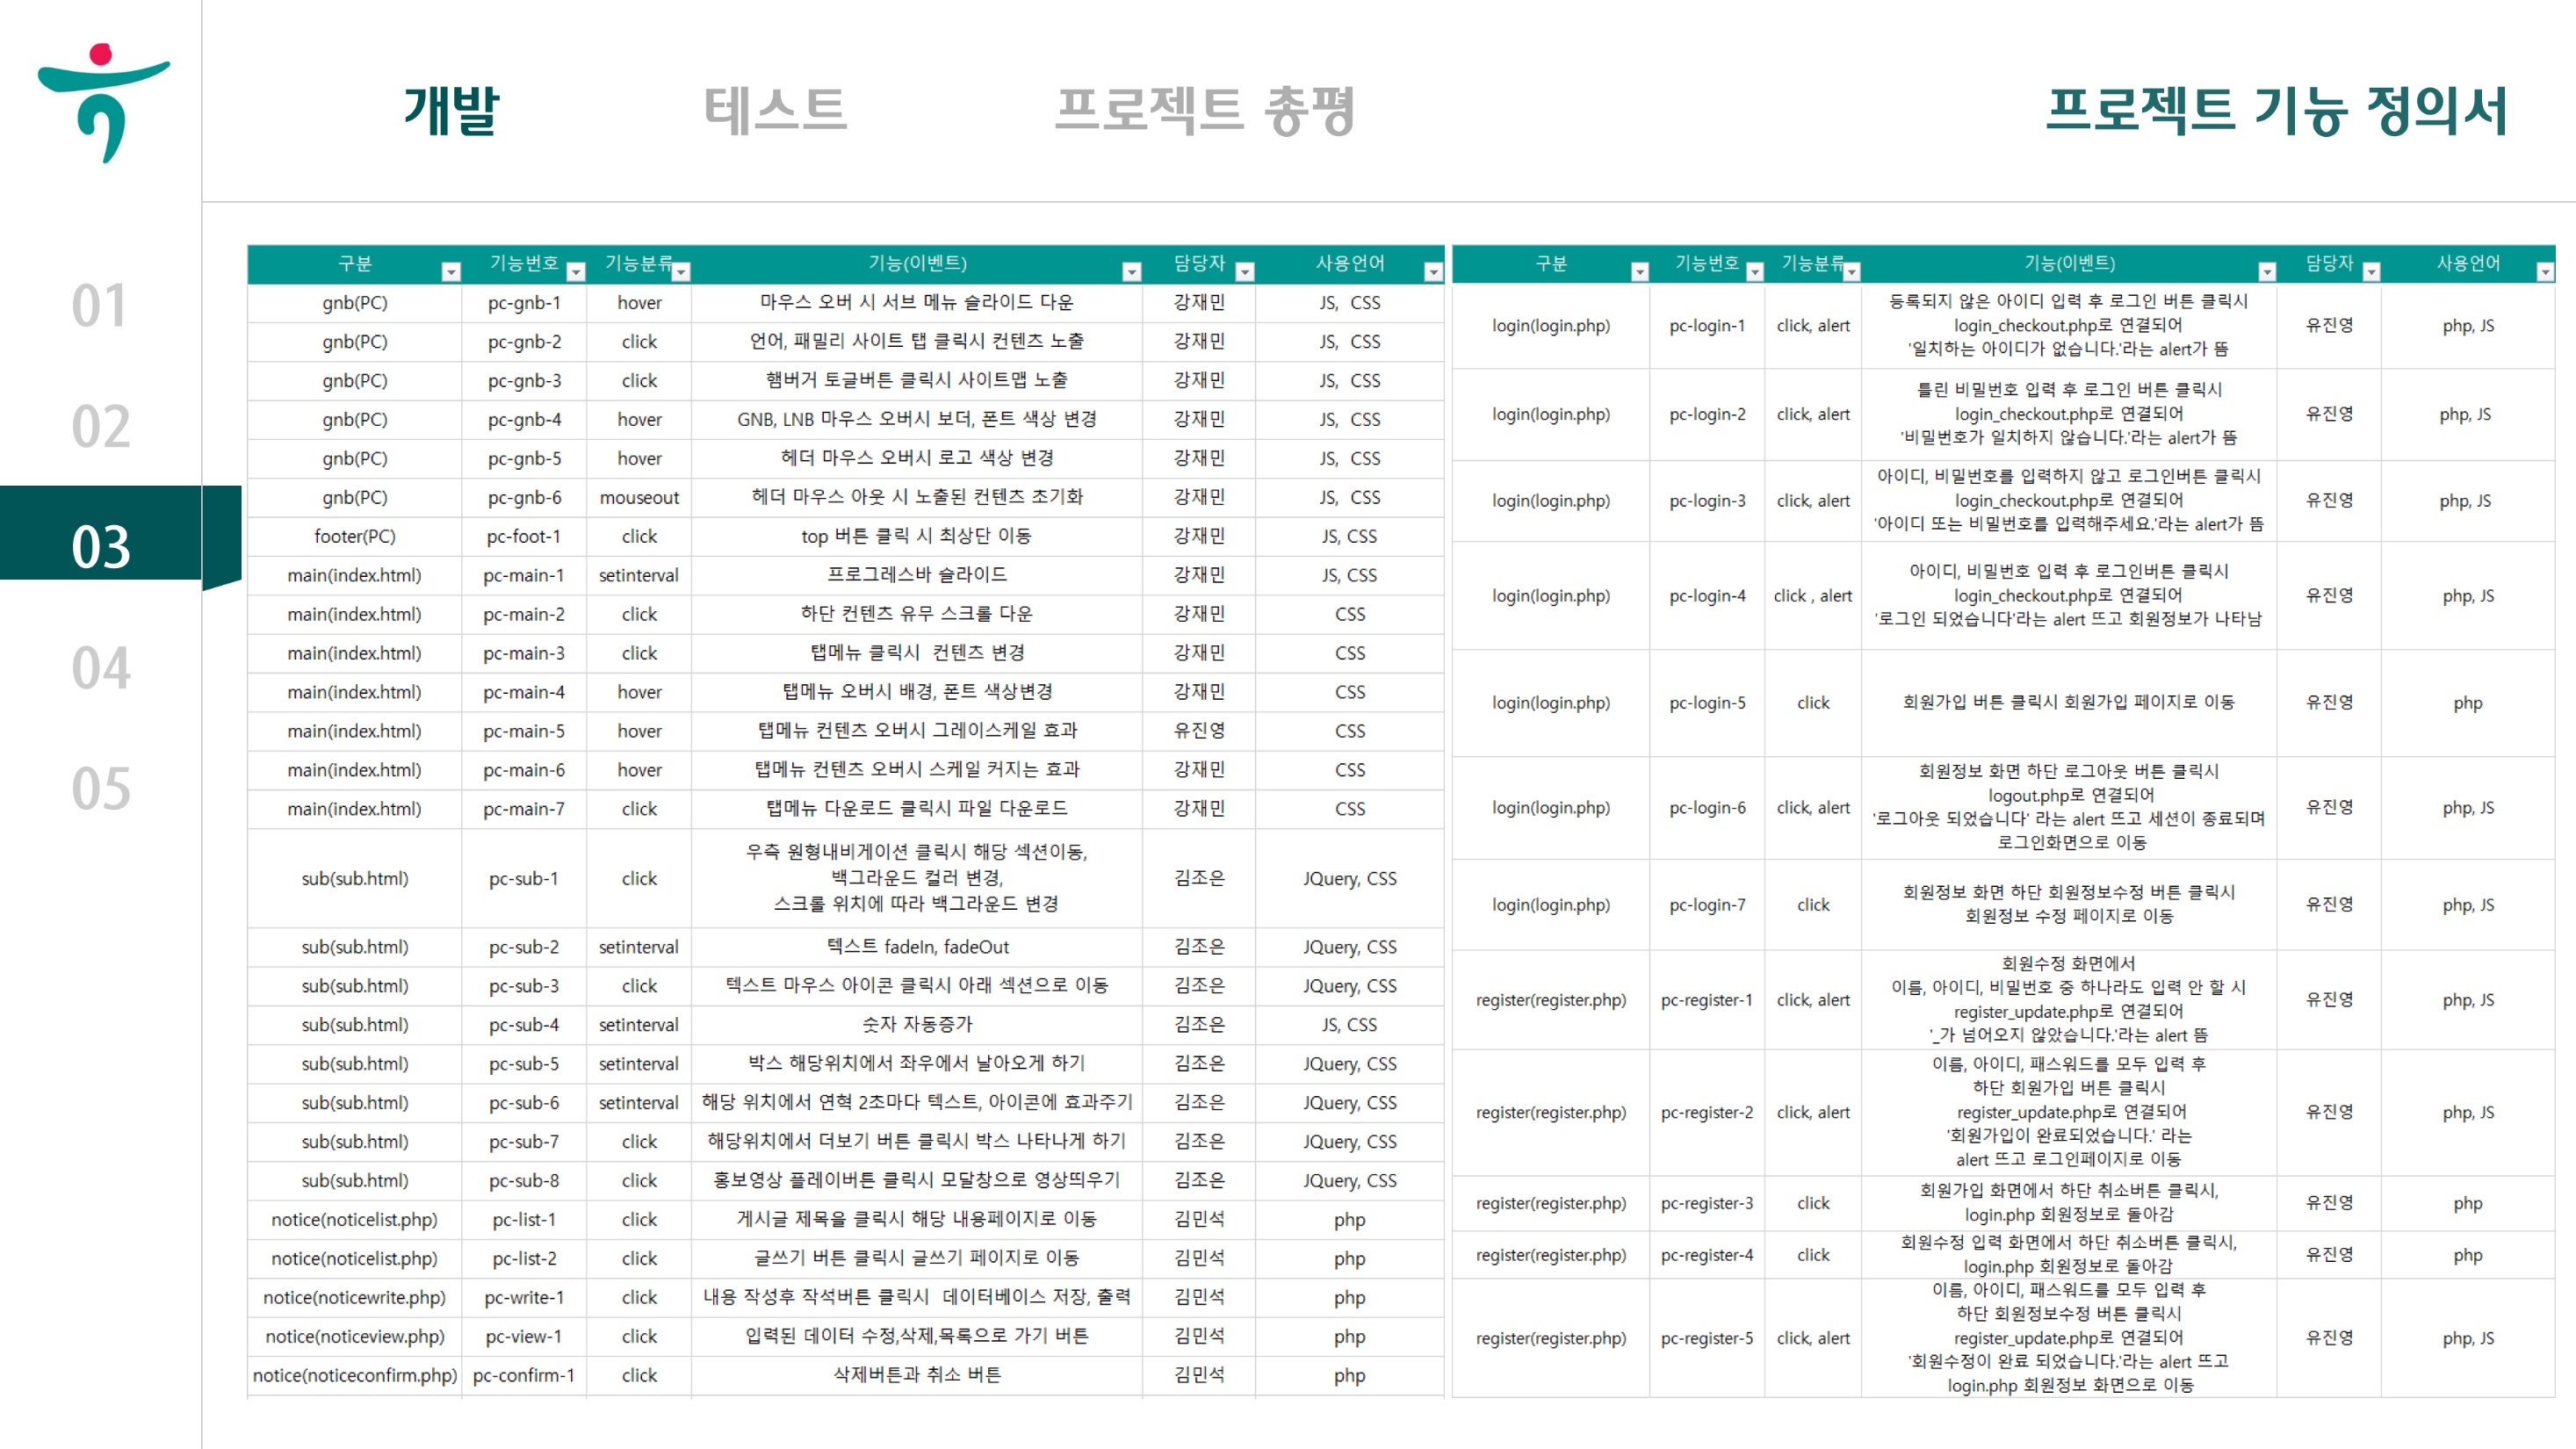 개발 테스트 프로젝트 총평 프로젝트 기능 정의서
01
02
03
04
05
구분 기능번호 기능분류 기능(이벤트) 담당자 사용언어
gnb(PC) pc-gnb-1 hover 마우스 오버 시 서브 메뉴 슬라이드 다운 강재민 JS, CSS
gnb(PC) pc-gnb-2 click 언어, 패밀리 사이트 탭 클릭시 컨텐츠 노출 강재민 JS, CSS
gnb(PC) pc-gnb-3 click 햄버거 토글버튼 클릭시 사이트맵 노출 강재민 JS, CSS
gnb(PC) pc-gnb-4 hover GNB, LNB 마우스 오버시 보더, 폰트 색상 변경 강재민 JS, CSS
gnb(PC) pc-gnb-5 hover 헤더 마우스 오버시 로고 색상 변경 강재민 JS, CSS
gnb(PC) pc-gnb-6 mouseout 헤더 마우스 아웃 시 노출된 컨텐츠 초기화 강재민 JS, CSS
footer(PC) pc-foot-1 click top 버튼 클릭 시 최상단 이동 강재민 JS, CSS
main(index.html) pc-main-1 setinterval 프로그레스바 슬라이드 강재민 JS, CSS
main(index.html) pc-main-2 click 하단 컨텐츠 유무 스크롤 다운 강재민 CSS
main(index.html) pc-main-3 click 탭메뉴 클릭시 컨텐츠 변경 강재민 CSS
main(index.html) pc-main-4 hover 탭메뉴 오버시 배경, 폰트 색상변경 강재민 CSS
main(index.html) pc-main-5 hover 탭메뉴 컨텐츠 오버시 그레이스케일 효과 유진영 CSS
main(index.html) pc-main-6 hover 탭메뉴 컨텐츠 오버시 스케일 커지는 효과 강재민 CSS
main(index.html) pc-main-7 click 탭메뉴 다운로드 클릭시 파일 다운로드 강재민 CSS
우측 원형내비게이션 클릭시 해당 섹션이동,
sub(sub.html) pc-sub-1 click 백그라운드 컬러 변경, 김조은 JQuery, CSS
스크롤 위치에 따라 백그라운드 변경
sub(sub.html) pc-sub-2 setinterval 텍스트 fadeIn, fadeOut 김조은 JQuery, CSS
sub(sub.html) pc-sub-3 click 텍스트 마우스 아이콘 클릭시 아래 섹션으로 이동 김조은 JQuery, CSS
sub(sub.html) pc-sub-4 setinterval 숫자 자동증가 김조은 JS, CSS
sub(sub.html) pc-sub-5 setinterval 박스 해당위치에서 좌우에서 날아오게 하기 김조은 JQuery, CSS
sub(sub.html) pc-sub-6 setinterval 해당 위치에서 연혁 2초마다 텍스트, 아이콘에 효과주기 김조은 JQuery, CSS
sub(sub.html) pc-sub-7 click 해당위치에서 더보기 버튼 클릭시 박스 나타나게 하기 김조은 JQuery, CSS
sub(sub.html) pc-sub-8 click 홍보영상 플레이버튼 클릭시 모달창으로 영상띄우기 김조은 JQuery, CSS
notice(noticelist.php) pc-list-1 click 게시글 제목을 클릭시 해당 내용페이지로 이동 김민석 php
notice(noticelist.php) pc-list-2 click 글쓰기 버튼 클릭시 글쓰기 페이지로 이동 김민석 php
notice(noticewrite.php) pc-write-1 click 내용 작성후 작석버튼 클릭시 데이터베이스 저장, 출력 김민석 php
notice(noticeview.php) pc-view-1 click 입력된 데이터 수정,삭제,목록으로 가기 버튼 김민석 php
notice(noticeconfirm.php) pc-confirm-1 click 삭제버튼과 취소 버튼 김민석 php
구분 기능번호 기능분류 기능(이벤트) 담당자 사용언어
등록되지 않은 아이디 입력 후 로그인 버튼 클릭시
login(login.php) pc-login-1 click, alert login_checkout.php로 연결되어 유진영 php, JS
'일치하는 아이디가 없습니다.'라는 alert가 뜸
틀린 비밀번호 입력 후 로그인 버튼 클릭시
login(login.php) pc-login-2 click, alert login_checkout.php로 연결되어 유진영 php, JS
'비밀번호가 일치하지 않습니다.'라는 alert가 뜸
아이디, 비밀번호를 입력하지 않고 로그인버튼 클릭시
login(login.php) pc-login-3 click, alert login_checkout.php로 연결되어 유진영 php, JS
'아이디 또는 비밀번호를 입력해주세요.'라는 alert가 뜸
아이디, 비밀번호 입력 후 로그인버튼 클릭시
login(login.php) pc-login-4 click , alert login_checkout.php로 연결되어 유진영 php, JS
'로그인 되었습니다'라는 alert 뜨고 회원정보가 나타남
login(login.php) pc-login-5 click 회원가입 버튼 클릭시 회원가입 페이지로 이동 유진영 php
회원정보 화면 하단 로그아웃 버튼 클릭시
logout.php로 연결되어
login(login.php) pc-login-6 click, alert '로그아웃 되었습니다' 라는 alert 뜨고 세션이 종료되며 유진영 php, JS
로그인화면으로 이동
회원정보 화면 하단 회원정보수정 버튼 클릭시
login(login.php) pc-login-7 click 회원정보 수정 페이지로 이동 유진영 php, JS
회원수정 화면에서
이름, 아이디, 비밀번호 중 하나라도 입력 안 할 시
register(register.php) pc-register-1 click, alert register_update.php로 연결되어 유진영 php, JS
'_가 넘어오지 않았습니다.'라는 alert 뜸
이름, 아이디, 패스워드를 모두 입력 후
하단 회원가입 버튼 클릭시
register(register.php) pc-register-2 click, alert register_update.php로 연결되어 유진영 php, JS
'회원가입이 완료되었습니다.' 라는
alert 뜨고 로그인페이지로 이동
회원가입 화면에서 하단 취소버튼 클릭시,
register(register.php) pc-register-3 click login.php 회원정보로 돌아감 유진영 php
회원수정 입력 화면에서 하단 취소버튼 클릭시,
register(register.php) pc-register-4 click login.php 회원정보로 돌아감 유진영 php
이름, 아이디, 패스워드를 모두 입력 후
하단 회원정보수정 버튼 클릭시
register(register.php) pc-register-5 click, alert register_update.php로 연결되어 유진영 php, JS
'회원수정이 완료 되었습니다.'라는 alert 뜨고
login.php 회원정보 화면으로 이동